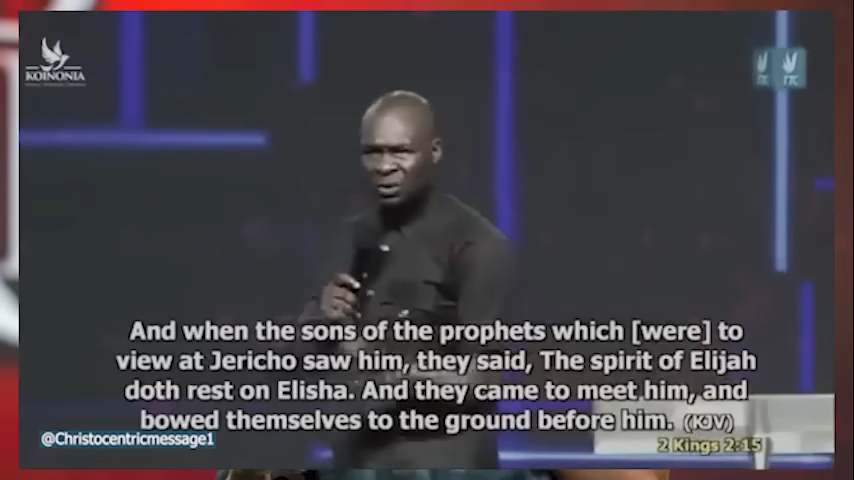 KOINONIA
TTC
And when the sons of the prophets which [were] to
view at Jericho saw him, they said, The spirit of Elijah
doth rest on Elisha. And they came to meet him, and
bowed themselves to the ground before him. (KJV)
2 Kings 2:15
@Christocentricmessage1